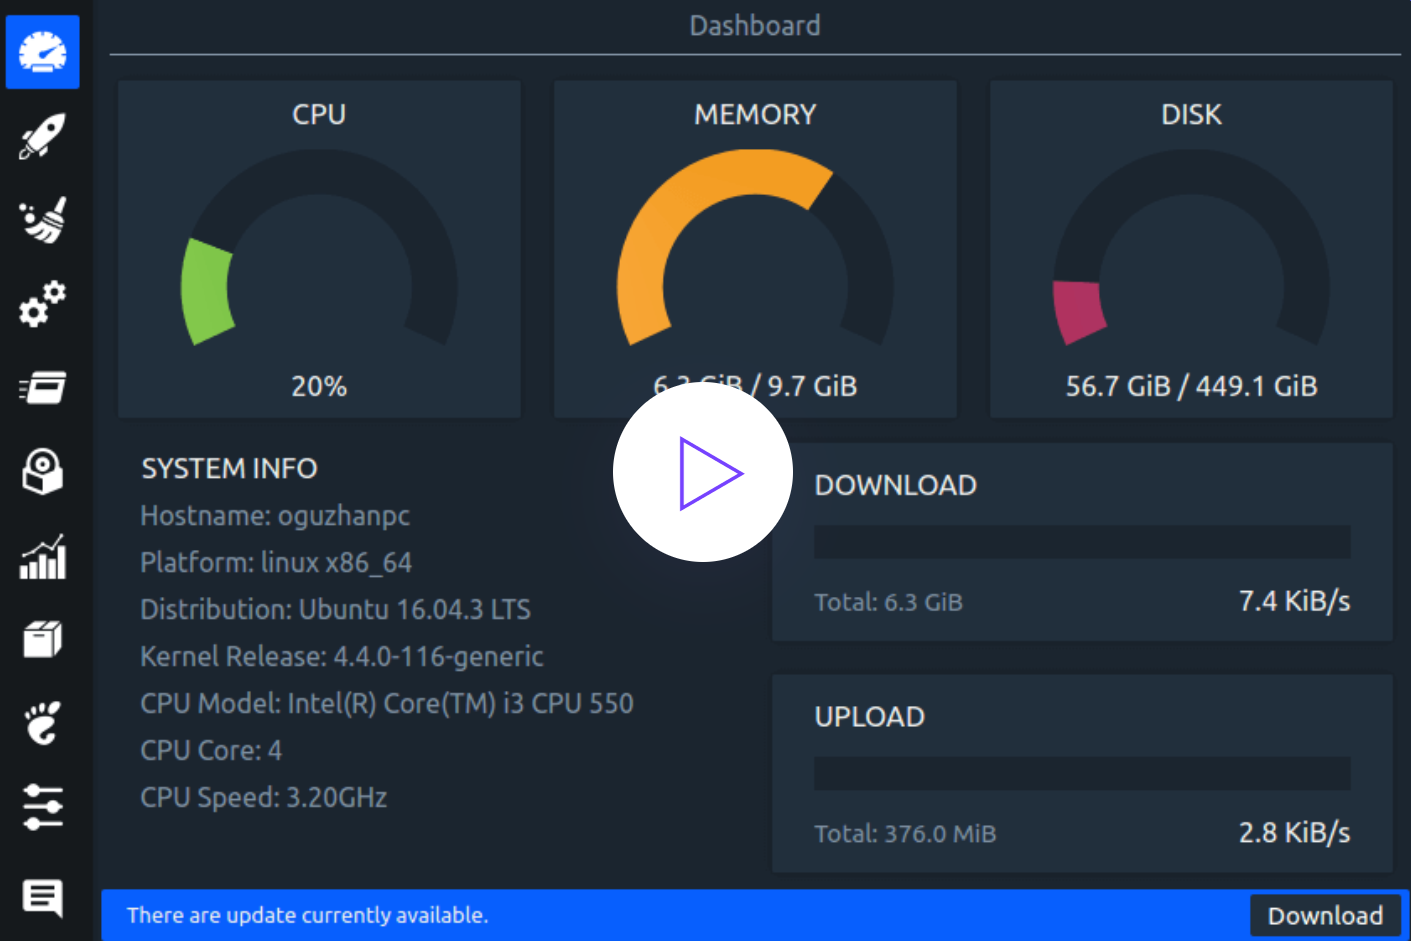 Dashboard
CPU
MEMORY
DISK
20%
/ 9.7 GiB
56.7 GiB / 449.1 GiB
SYSTEM INFO
Hostname: oguzhanpc
Platform: linux x86_64
Distribution: Ubuntu 16.04.3 LTS
Kernel Release: 4.4.0-116-generic
CPU Model: Intel(R) Core(TM) i3 CPU 550
CPU Core: 4
CPU Speed: 3.20GHz
DOWNLOAD
Total: 6.3 GiB
7.4 KiB/s
UPLOAD
Total: 376.0 MiB
2.8 KiB/s
There are update currently available.
Download